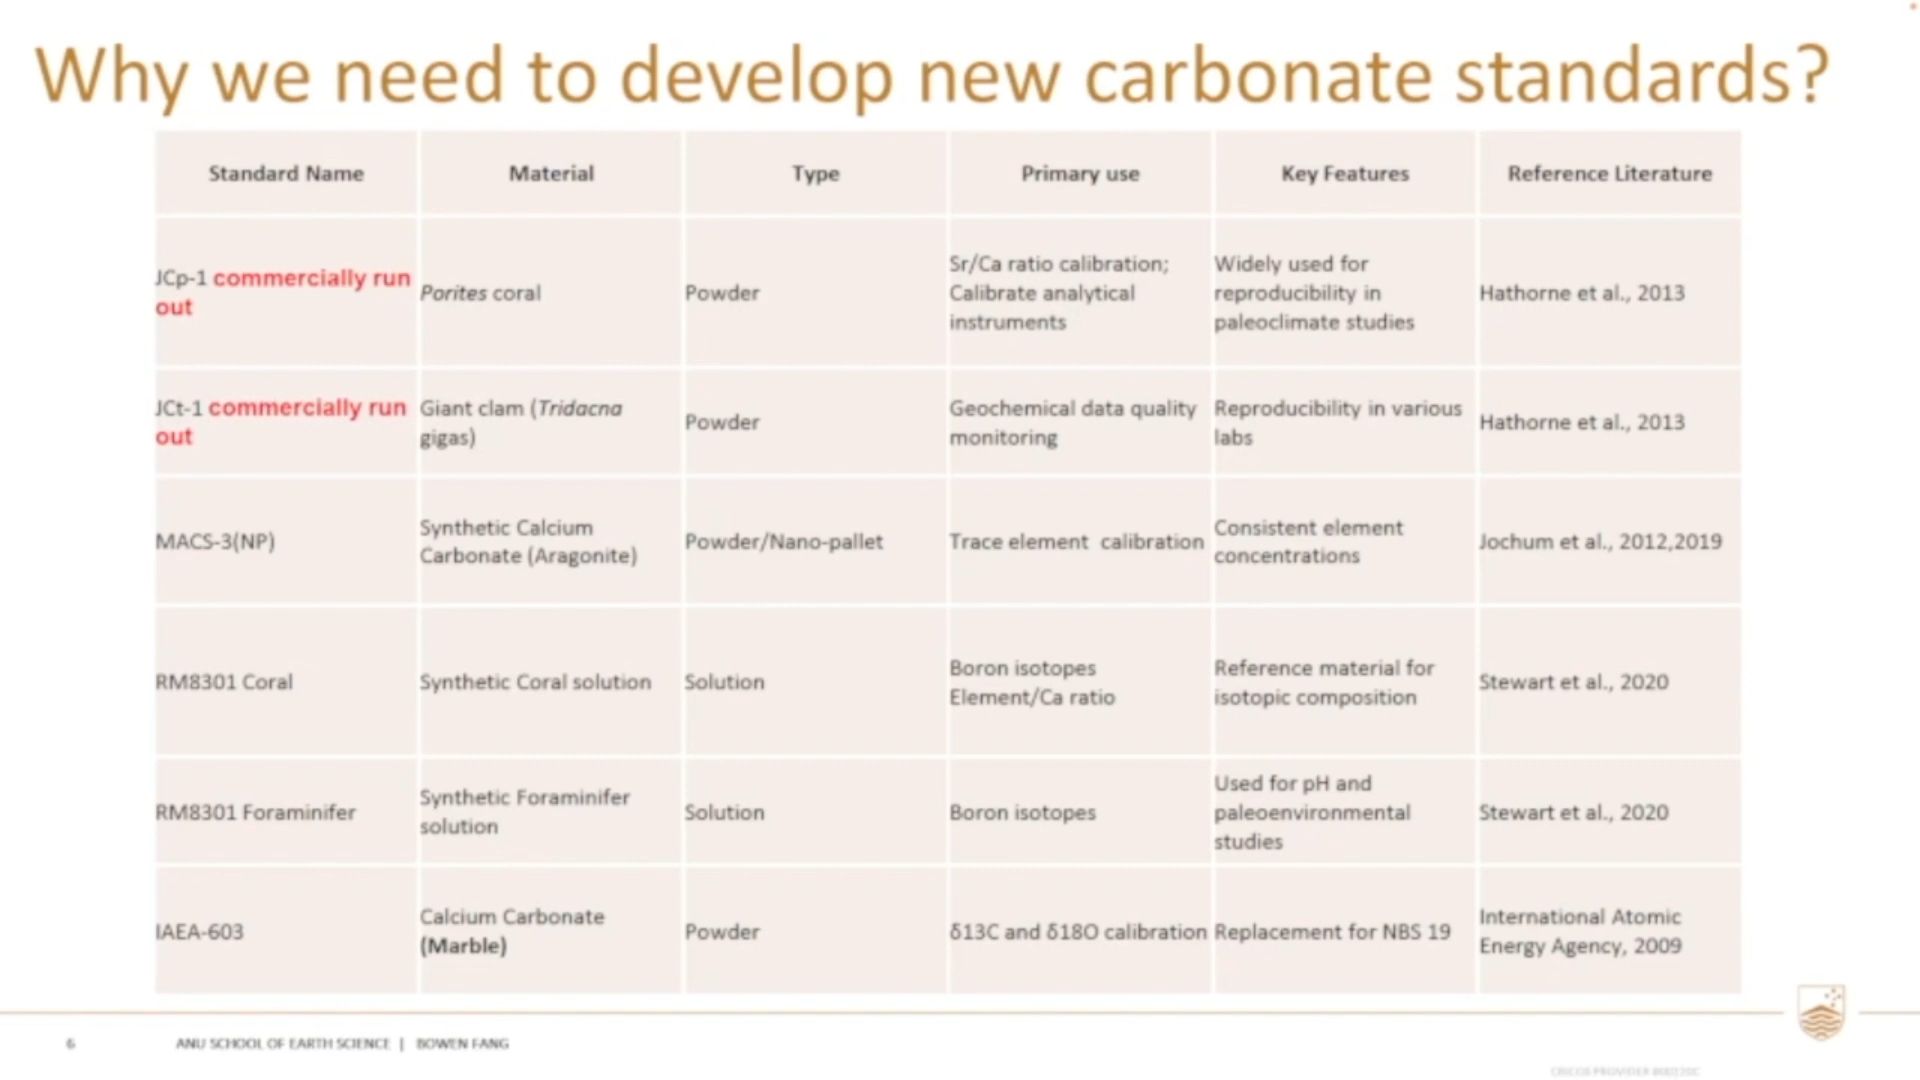 Why we need to develop new carbonate standards?
Standard Name
Material
Type
Primary use
Key Features
Reference Literature
JCp-1 commercially run
out
Porites coral
Powder
Sr/Ca ratio calibration;
Calibrate analytical
instruments
Widely used for
reproducibility in
paleoclimate studies
Hathorne et al., 2013
JCt-1 commercially run
out
Giant clam (Tridacna
gigas)
Powder
Geochemical data quality
monitoring
Reproducibility in various
labs
Hathorne et al., 2013
MACS-3(NP)
Synthetic Calcium
Carbonate (Aragonite)
Powder/Nano-pallet
Trace element calibration
Consistent element
concentrations
Jochum et al., 2012,2019
RM8301 Coral
Synthetic Coral solution
Solution
Boron isotopes
Element/Ca ratio
Reference material for
isotopic composition
Stewart et al., 2020
RM8301 Foraminifer
Synthetic Foraminifer
solution
Solution
Boron isotopes
Used for pH and
paleoenvironmental
studies
Stewart et al., 2020
IAEA-603
Calcium Carbonate
(Marble)
Powder
δ13C and δ18O calibration
Replacement for NBS 19
International Atomic
Energy Agency, 2009
6
ANU SCHOOL OF EARTH SCIENCE | BOWEN FANG
CRICOS PROVIDER #00120C